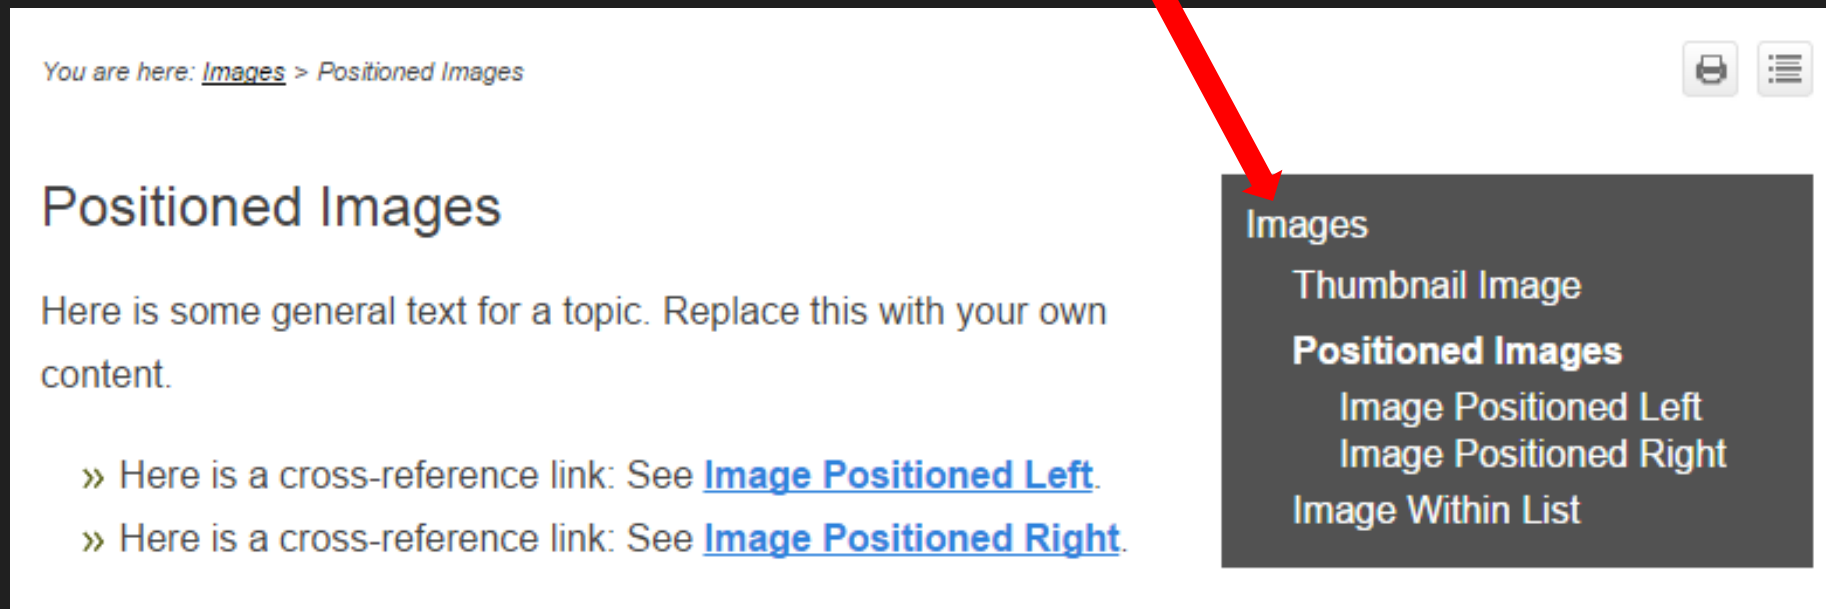 You are here: Images > Positioned Images
Positioned Images
Here is some general text for a topic. Replace this with your own
content.
» Here is a cross-reference link: See Image Positioned Left.
» Here is a cross-reference link: See Image Positioned Right.
Images
Thumbnail Image
Positioned Images
Image Positioned Left
Image Positioned Right
Image Within List